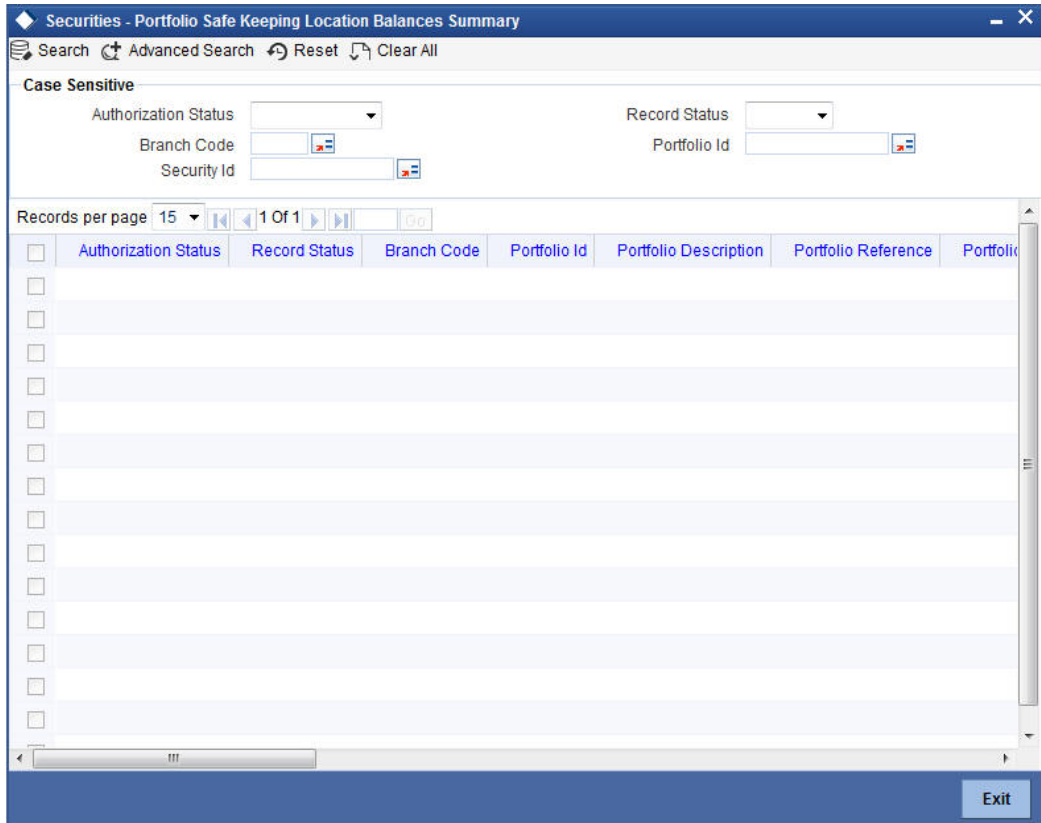 Securities - Portfolio Safe Keeping Location Balances Summary
Search Advanced Search Reset Clear All
Case Sensitive
Authorization Status Record Status
Branch Code Portfolio Id
Security Id
Records per page 15 1 Of 1 Go
Authorization Status Record Status Branch Code Portfolio Id Portfolio Description Portfolio Reference Portfolio
Exit